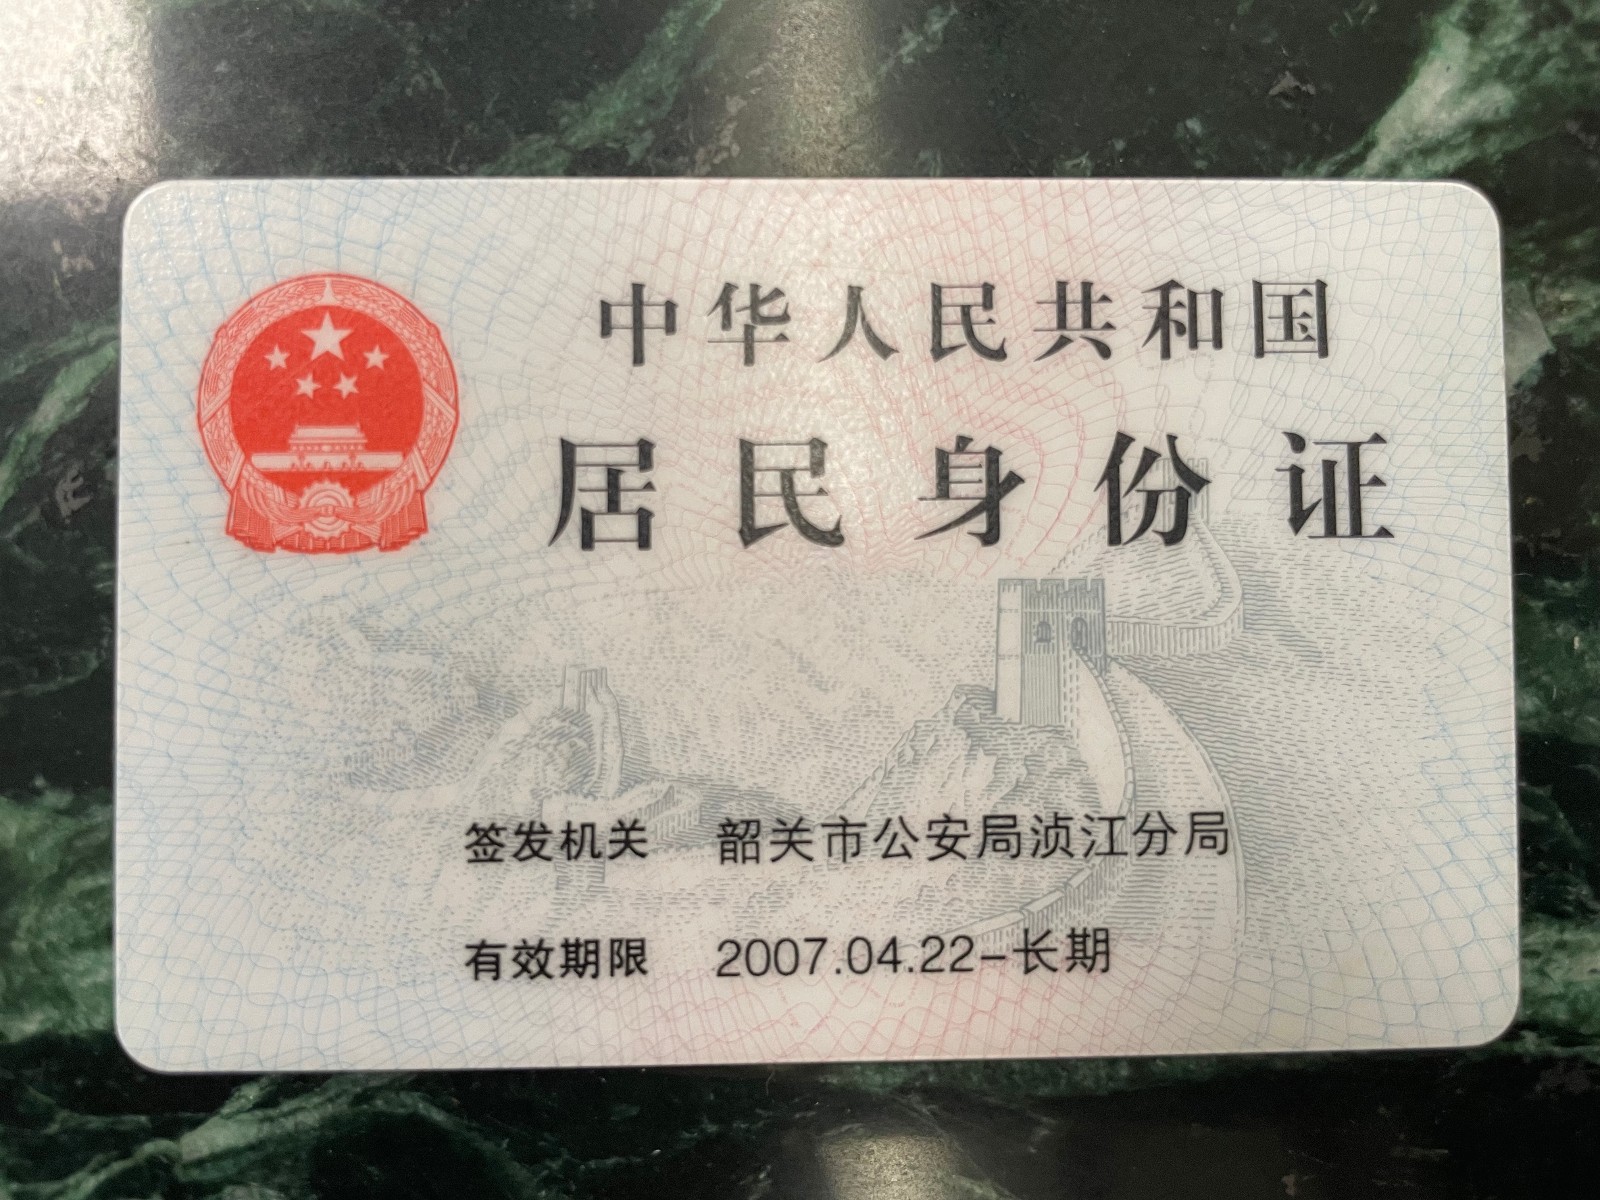 中华人民共和国
居民身份证
签发机关 韶关市公安局浈江分局
有效期限 2007.04.22-长期